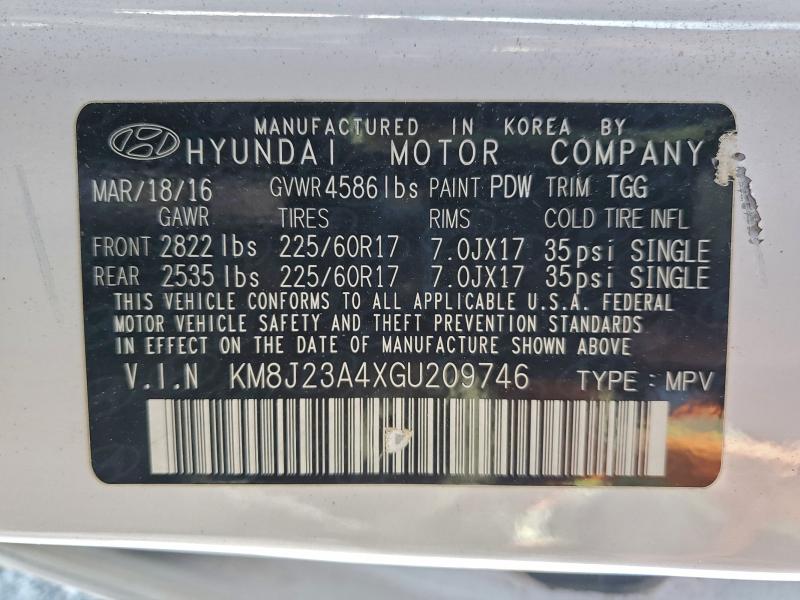 MANUFACTURED IN KOREA BY
HYUNDAI MOTOR COMPANY
MAR/18/16 GVWR 4586 lbs PAINT PDW TRIM TGG
GAWR TIRES RIMS COLD TIRE INFL
FRONT 2822 lbs 225/60R17 7.0JX17 35psi SINGLE
REAR 2535 lbs 225/60R17 7.0JX17 35psi SINGLE
THIS VEHICLE CONFORMS TO ALL APPLICABLE U.S.A. FEDERAL
MOTOR VEHICLE SAFETY AND THEFT PREVENTION STANDARDS
IN EFFECT ON THE DATE OF MANUFACTURE SHOWN ABOVE
V.I.N KM8J23A4XGU209746 TYPE : MPV